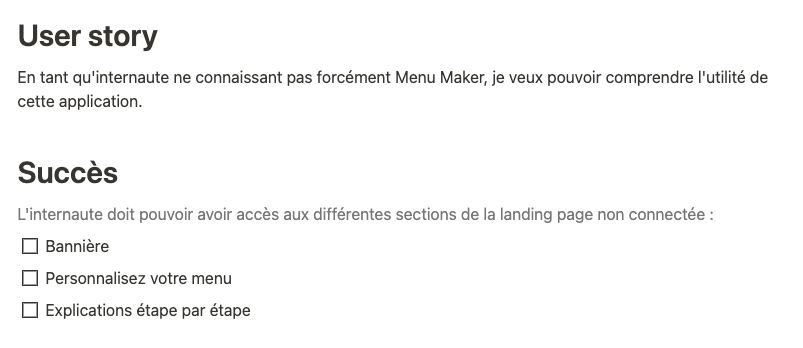 User story
En tant qu'internaute ne connaissant pas forcément Menu Maker, je veux pouvoir comprendre l'utilité de
cette application.
Succès
L'internaute doit pouvoir avoir accès aux différentes sections de la landing page non connectée :
Bannière
Personnalisez votre menu
Explications étape par étape